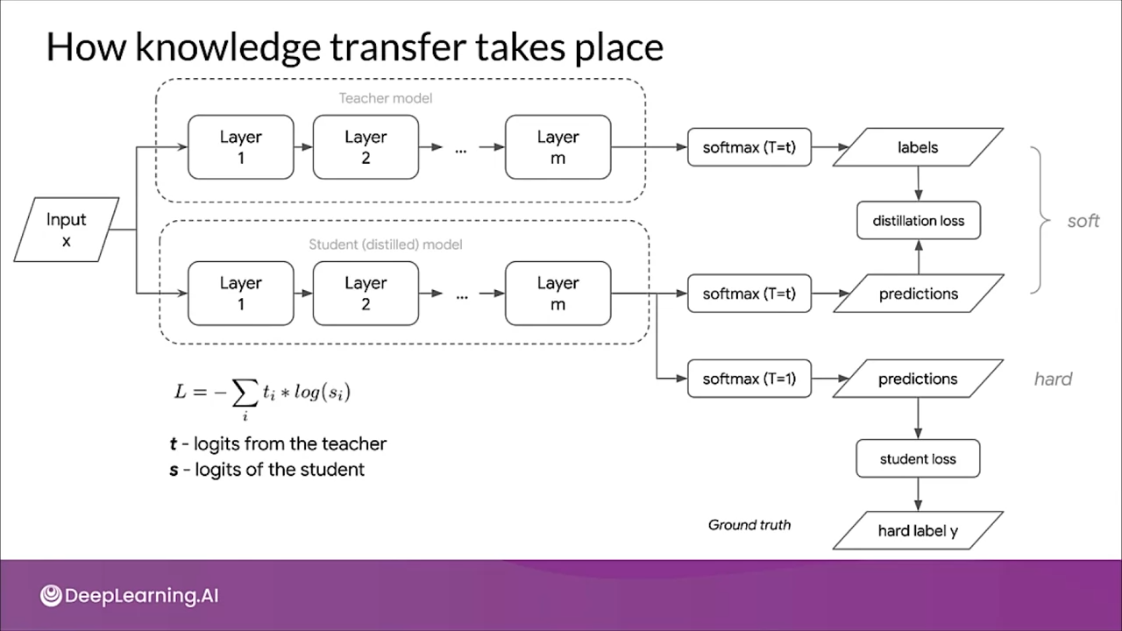 How knowledge transfer takes place
Teacher model
Layer
1
Layer
2
...
Layer
m
softmax (T=t)
labels
Input
x
distillation loss
soft
Student (distilled) model
Layer
1
Layer
2
...
Layer
m
softmax (T=t)
predictions
softmax (T=1)
predictions
hard
L = − ∑ᵢ tᵢ ∗ log(sᵢ)
t - logits from the teacher
s - logits of the student
student loss
Ground truth
hard label y
DeepLearning.AI